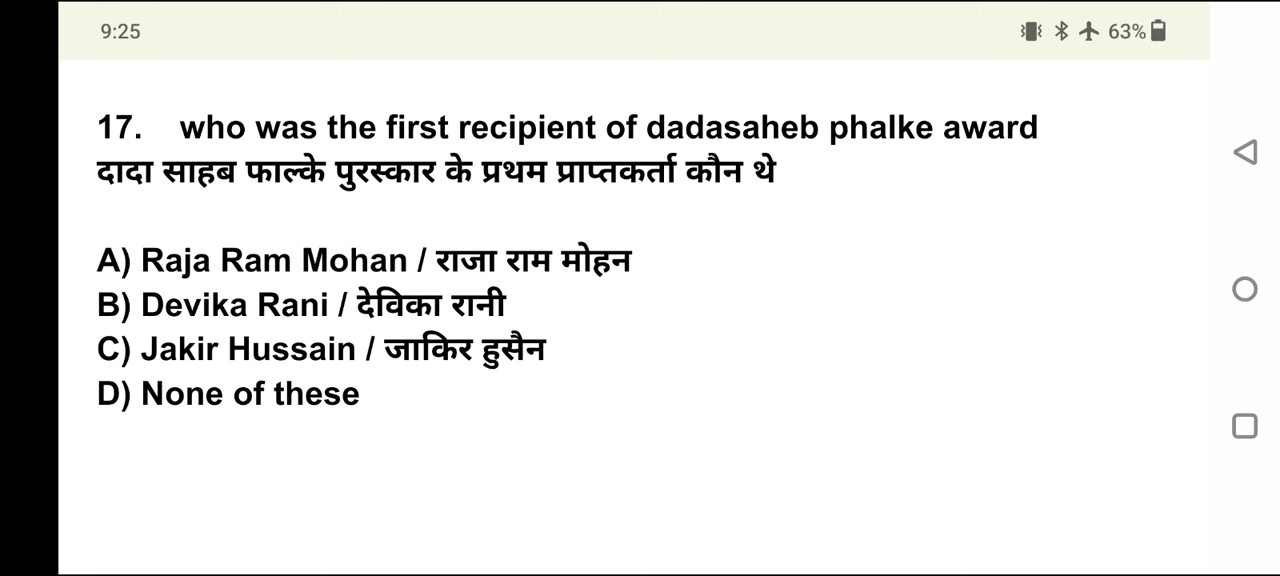 9:25
63%
17. who was the first recipient of dadasaheb phalke award
दादा साहब फाल्के पुरस्कार के प्रथम प्राप्तकर्ता कौन थे
A) Raja Ram Mohan / राजा राम मोहन
B) Devika Rani / देविका रानी
C) Jakir Hussain / जाकिर हुसैन
D) None of these